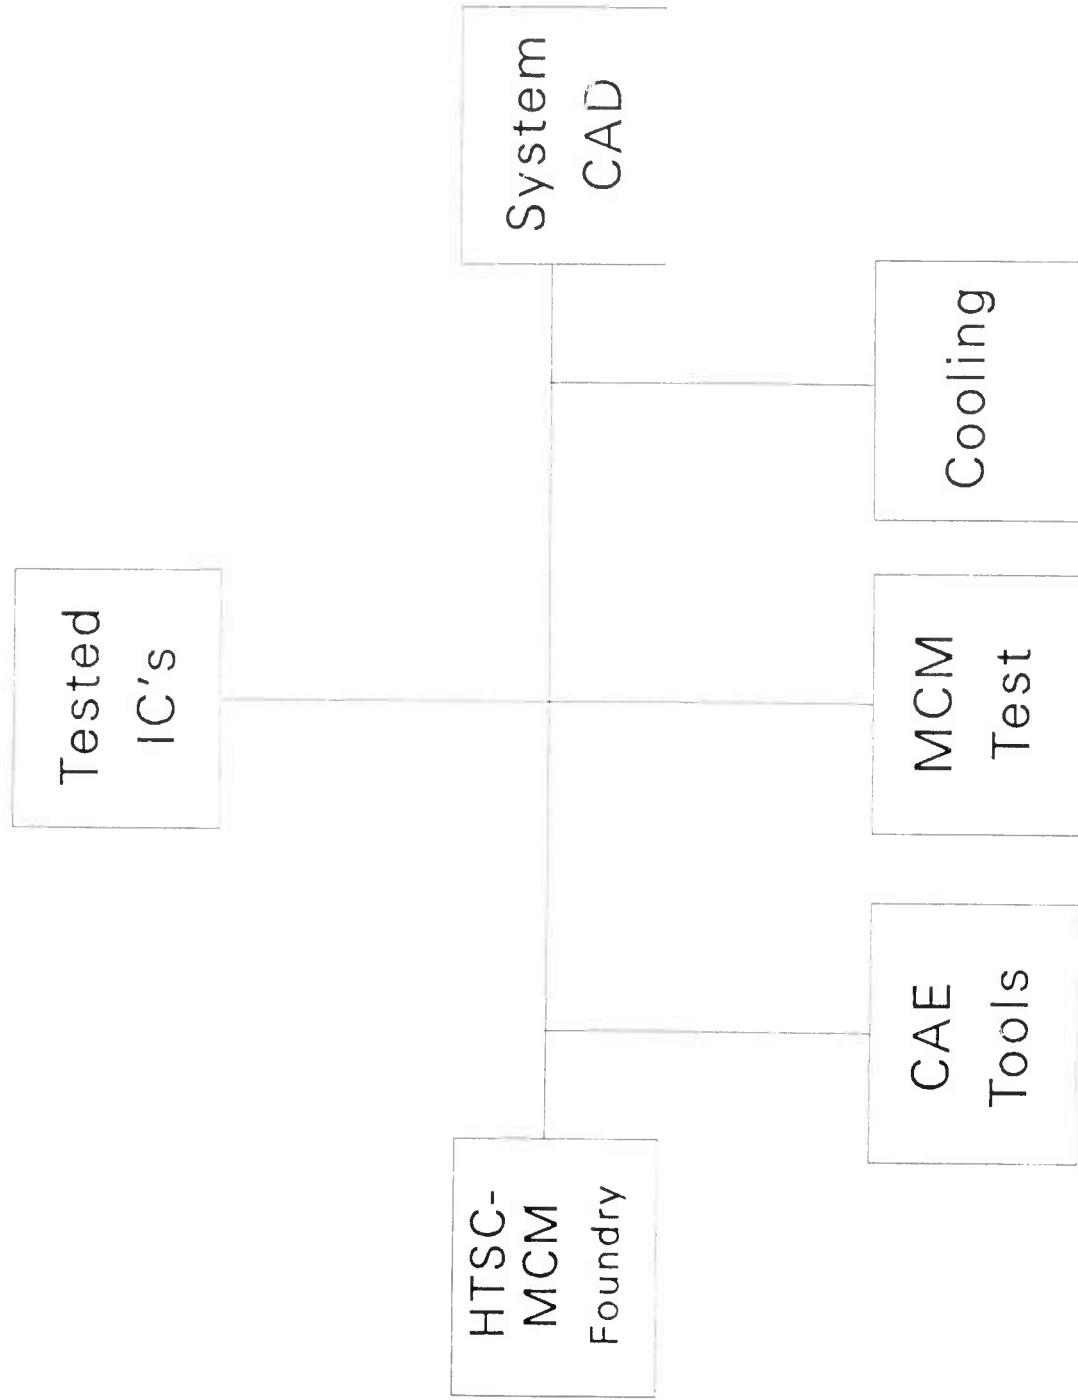 Tested
IC's
HTSC-
MCM
Foundry
System
CAD
CAE
Tools
MCM
Test
Cooling